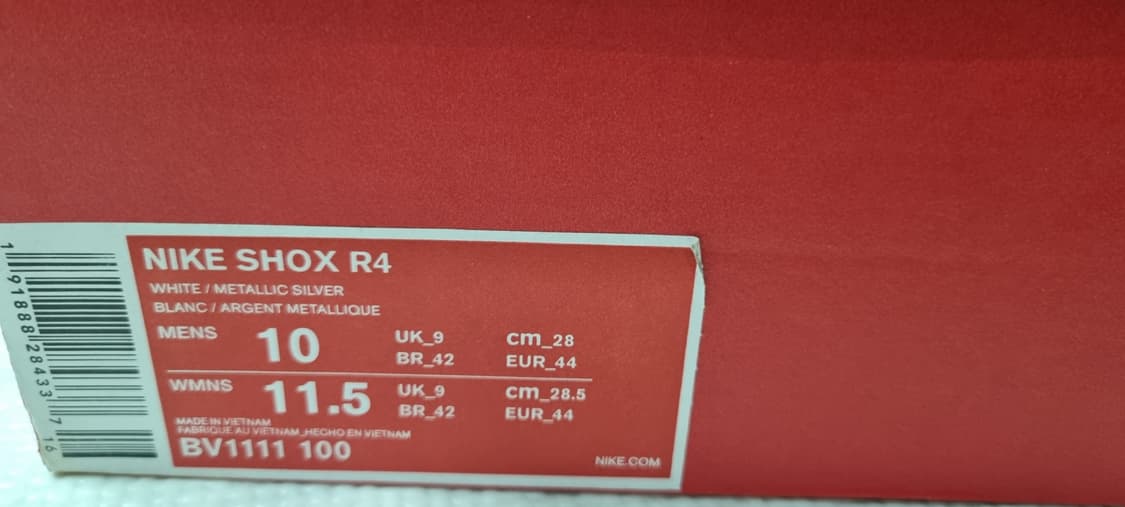 NIKE SHOX R4
WHITE / METALLIC SILVER
BLANC / ARGENT METALLIQUE
MENS 10 UK_9 cm_28
BR_42 EUR_44
WMNS 11.5 UK_9 cm_28.5
BR_42 EUR_44
MADE IN VIETNAM
FABRIQUE AU VIETNAM_HECHO EN VIETNAM
BV1111 100
NIKE.COM
1 91888 28433 7 16